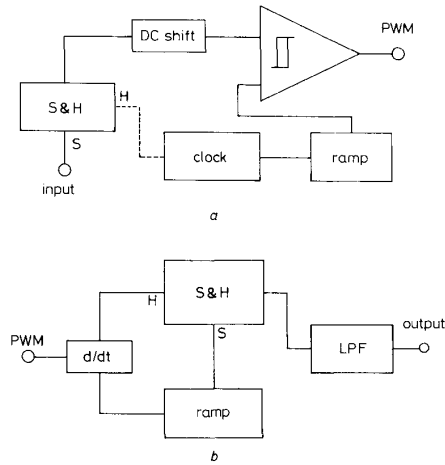 DC shift
PWM
S&H
H
S
input
clock
ramp
a
S&H
H
S
PWM
d/dt
ramp
LPF
output
b